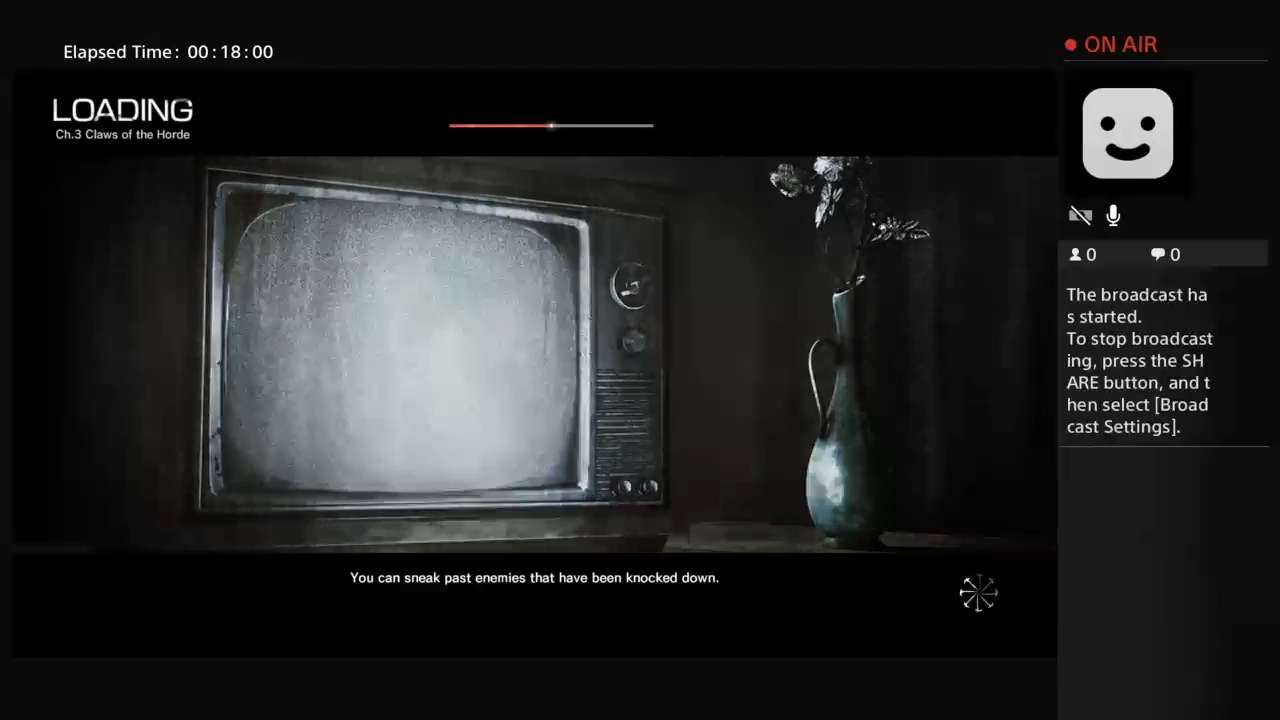 Elapsed Time: 00:18:00
ON AIR
LOADING
Ch.3 Claws of the Horde
0 0
The broadcast ha
s started.
To stop broadcast
ing, press the SH
ARE button, and t
hen select [Broad
cast Settings].
You can sneak past enemies that have been knocked down.